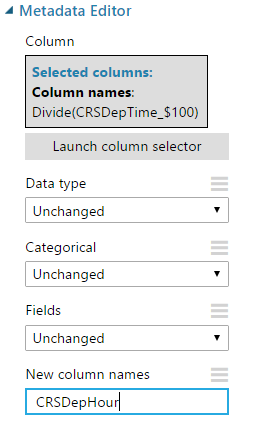 Metadata Editor
Column
Selected columns:
Column names:
Divide(CRSDepTime_$100)
Launch column selector
Data type
Unchanged
Categorical
Unchanged
Fields
Unchanged
New column names
CRSDepHour